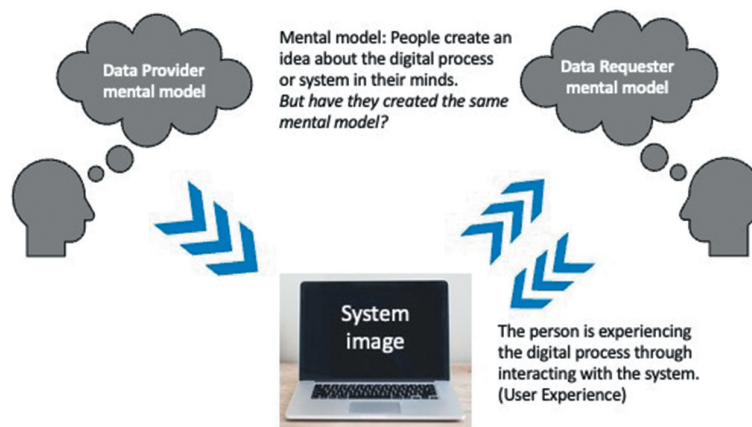 Data Provider
mental model
Mental model: People create an
idea about the digital process
or system in their minds.
But have they created the same
mental model?
Data Requester
mental model
System
image
The person is experiencing
the digital process through
interacting with the system.
(User Experience)